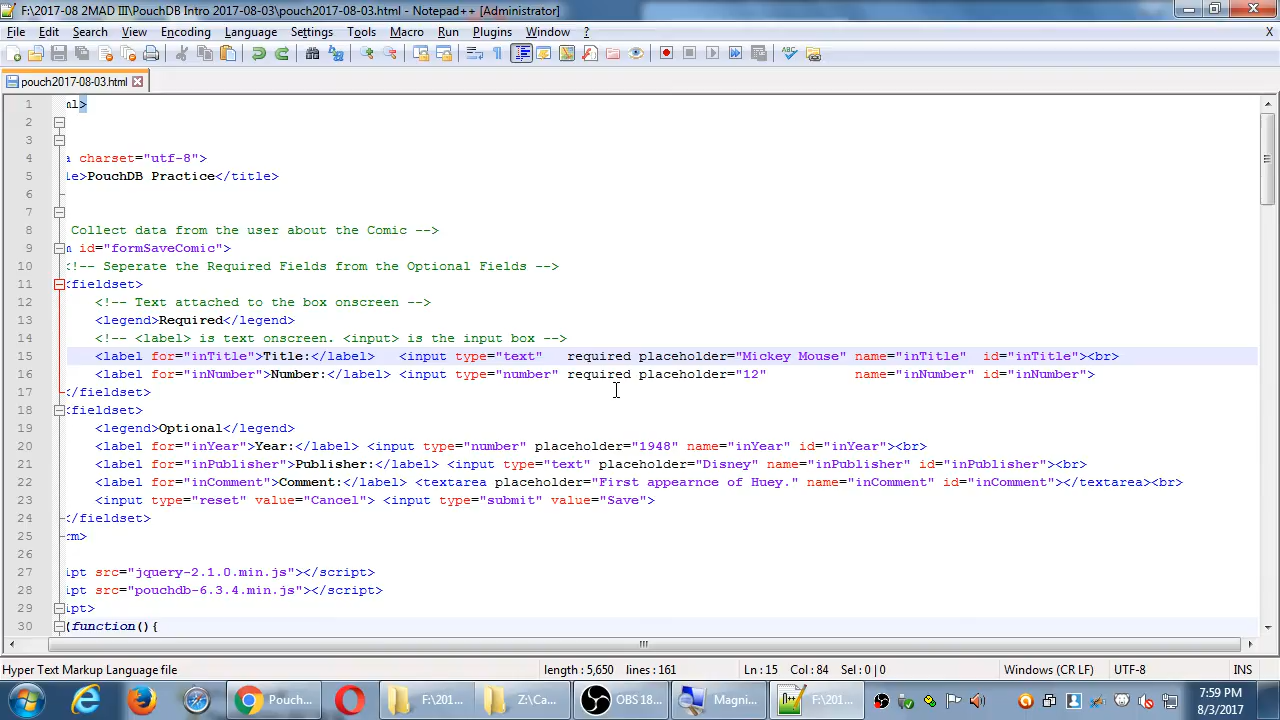 F:\2017-08 2MAD III\PouchDB Intro 2017-08-03\pouch2017-08-03.html - Notepad++ [Administrator]
File Edit Search View Encoding Language Settings Tools Macro Run Plugins Window ? X
pouch2017-08-03.html
1 ml>
2
3
4 a charset="utf-8">
5 le>PouchDB Practice</title>
6
7
8 Collect data from the user about the Comic -->
9 m id="formSaveComic">
10 <!-- Seperate the Required Fields from the Optional Fields -->
11 <fieldset>
12 <!-- Text attached to the box onscreen -->
13 <legend>Required</legend>
14 <!-- <label> is text onscreen. <input> is the input box -->
15 <label for="inTitle">Title:</label> <input type="text" required placeholder="Mickey Mouse" name="inTitle" id="inTitle"><br>
16 <label for="inNumber">Number:</label> <input type="number" required placeholder="12" name="inNumber" id="inNumber">
17 </fieldset>
18 <fieldset>
19 <legend>Optional</legend>
20 <label for="inYear">Year:</label> <input type="number" placeholder="1948" name="inYear" id="inYear"><br>
21 <label for="inPublisher">Publisher:</label> <input type="text" placeholder="Disney" name="inPublisher" id="inPublisher"><br>
22 <label for="inComment">Comment:</label> <textarea placeholder="First appearnce of Huey." name="inComment" id="inComment"></textarea><br>
23 <input type="reset" value="Cancel"> <input type="submit" value="Save">
24 </fieldset>
25 rm>
26
27 ipt src="jquery-2.1.0.min.js"></script>
28 ipt src="pouchdb-6.3.4.min.js"></script>
29 ipt>
30 (function(){
Hyper Text Markup Language file length : 5,650 lines : 161 Ln : 15 Col : 84 Sel : 0 | 0 Windows (CR LF) UTF-8 INS
Pouch... F:\201... Z:\Ca... OBS 18... Magni... F:\201... 7:59 PM
8/3/2017